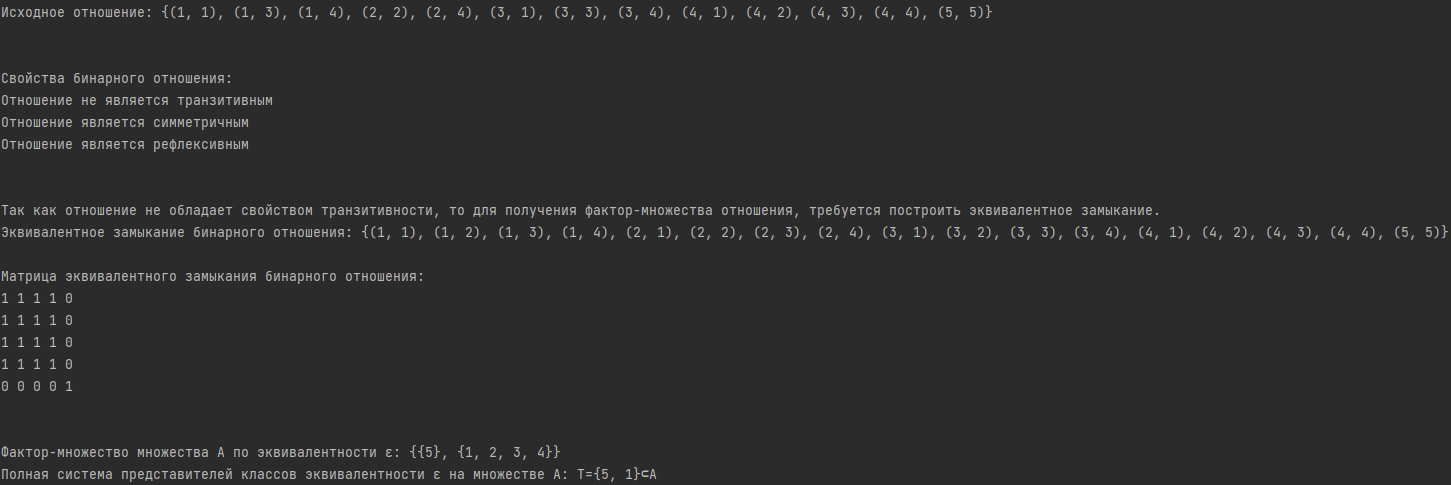 Исходное отношение: {(1, 1), (1, 3), (1, 4), (2, 2), (2, 4), (3, 1), (3, 3), (3, 4), (4, 1), (4, 2), (4, 3), (4, 4), (5, 5)}
Свойства бинарного отношения:
Отношение не является транзитивным
Отношение является симметричным
Отношение является рефлексивным
Так как отношение не обладает свойством транзитивности, то для получения фактор-множества отношения, требуется построить эквивалентное замыкание.
Эквивалентное замыкание бинарного отношения: {(1, 1), (1, 2), (1, 3), (1, 4), (2, 1), (2, 2), (2, 3), (2, 4), (3, 1), (3, 2), (3, 3), (3, 4), (4, 1), (4, 2), (4, 3), (4, 4), (5, 5)}
Матрица эквивалентного замыкания бинарного отношения:
1 1 1 1 0
1 1 1 1 0
1 1 1 1 0
1 1 1 1 0
0 0 0 0 1
Фактор-множество множества A по эквивалентности ε: {{5}, {1, 2, 3, 4}}
Полная система представителей классов эквивалентности ε на множестве A: T={5, 1}⊂A